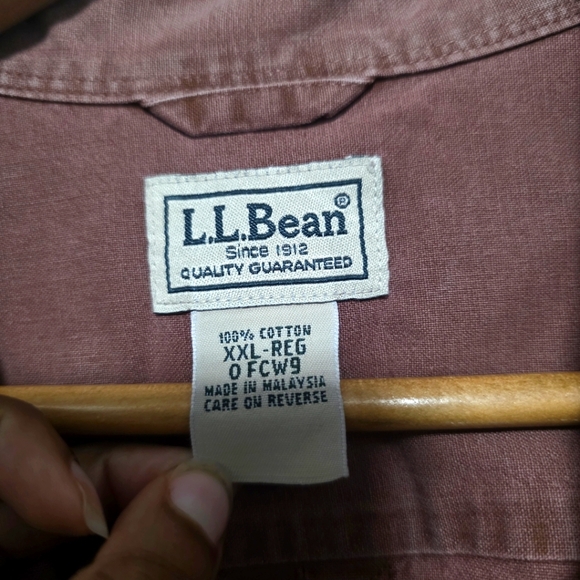 L.L.Bean®
Since 1912
QUALITY GUARANTEED
100% COTTON
XXL-REG
0 FCW9
MADE IN MALAYSIA
CARE ON REVERSE